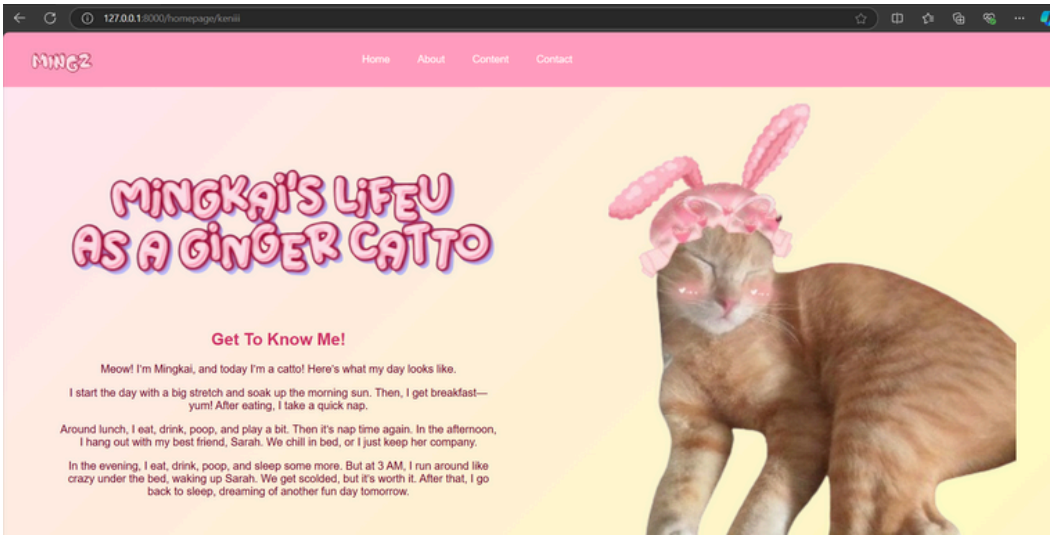 127.0.0.1:8000/homepage/keniii
MINGZ
Home About Content Contact
MiNGKAi'S LiFEU
AS A GiNGER CATTO
Get To Know Me!
Meow! I'm Mingkai, and today I'm a catto! Here's what my day looks like.
I start the day with a big stretch and soak up the morning sun. Then, I get breakfast—
yum! After eating, I take a quick nap.
Around lunch, I eat, drink, poop, and play a bit. Then it's nap time again. In the afternoon,
I hang out with my best friend, Sarah. We chill in bed, or I just keep her company.
In the evening, I eat, drink, poop, and sleep some more. But at 3 AM, I run around like
crazy under the bed, waking up Sarah. We get scolded, but it's worth it. After that, I go
back to sleep, dreaming of another fun day tomorrow.